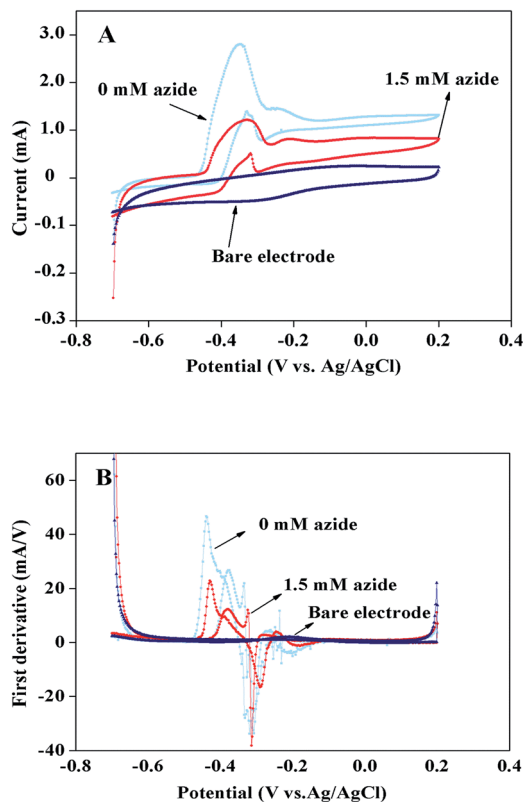 A
3.0
2.0
1.0
0
-0.1
-0.2
-0.3
Current (mA)
0 mM azide
1.5 mM azide
Bare electrode
-0.8
-0.6
-0.4
-0.2
0.0
0.2
0.4
Potential (V vs. Ag/AgCl)
B
60
40
20
0
-20
-40
First derivative (mA/V)
0 mM azide
1.5 mM azide
Bare electrode
-0.8
-0.6
-0.4
-0.2
0.0
0.2
0.4
Potential (V vs.Ag/AgCl)